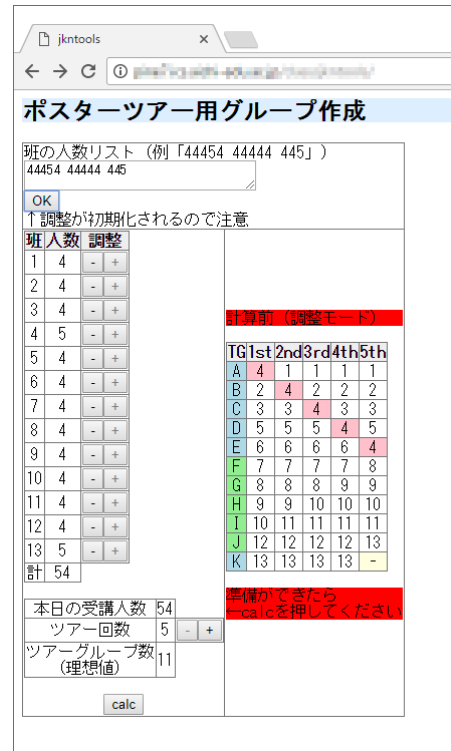 jkntools
ポスターツアー用グループ作成
班の人数リスト（例「44454 44444 445」）
44454 44444 445
OK
↑調整が初期化されるので注意
班 人数 調整
1 4 - +
2 4 - +
3 4 - +
4 5 - +
5 4 - +
6 4 - +
7 4 - +
8 4 - +
9 4 - +
10 4 - +
11 4 - +
12 4 - +
13 5 - +
計 54
本日の受講人数 54
ツアー回数 5 - +
ツアーグループ数
(理想値) 11
calc
計算前（調整モード）
TG 1st 2nd 3rd 4th 5th
A 4 1 1 1 1
B 2 4 2 2 2
C 3 3 4 3 3
D 5 5 5 4 5
E 6 6 6 6 4
F 7 7 7 7 8
G 8 8 8 9 9
H 9 9 10 10 10
I 10 11 11 11 11
J 12 12 12 12 13
K 13 13 13 13 -
準備ができたら
←calcを押してください